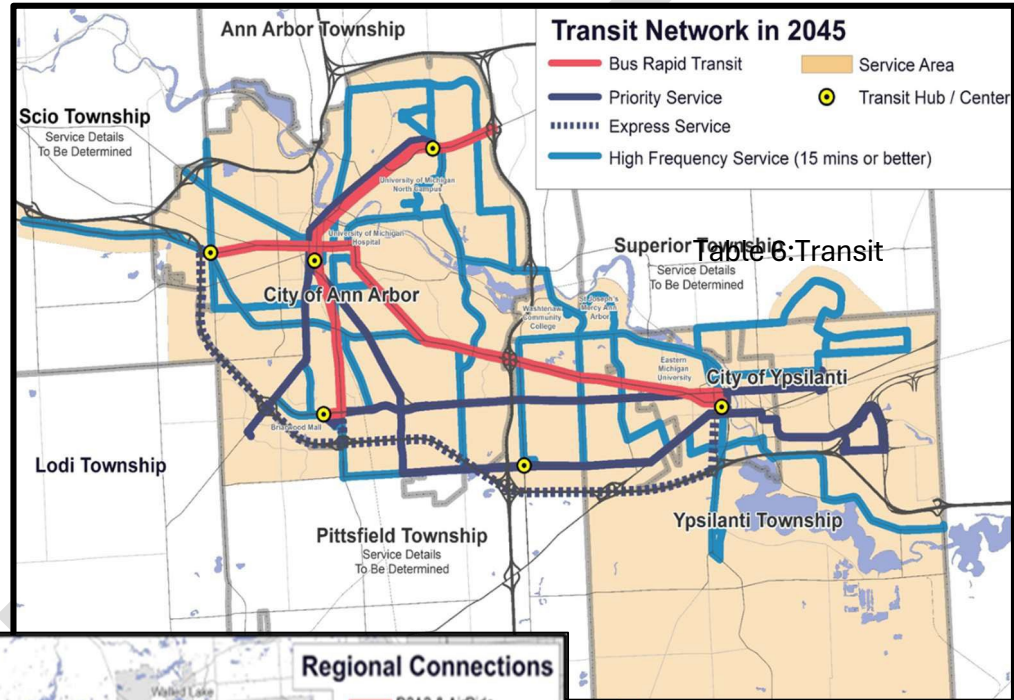 Transit Network in 2045
Bus Rapid Transit
Priority Service
Express Service
High Frequency Service (15 mins or better)
Service Area
Transit Hub / Center
Ann Arbor Township
Scio Township
Service Details
To Be Determined
University of Michigan
North Campus
University of Michigan
Hospital
City of Ann Arbor
Superior Township
Table 6:Transit
Service Details
To Be Determined
Washtenaw
Community
College
St Joseph's
Mercy Ann
Arbor
Eastern
Michigan
University
City of Ypsilanti
Briarwood Mall
Lodi Township
Pittsfield Township
Service Details
To Be Determined
Ypsilanti Township
Regional Connections
Walled Lake